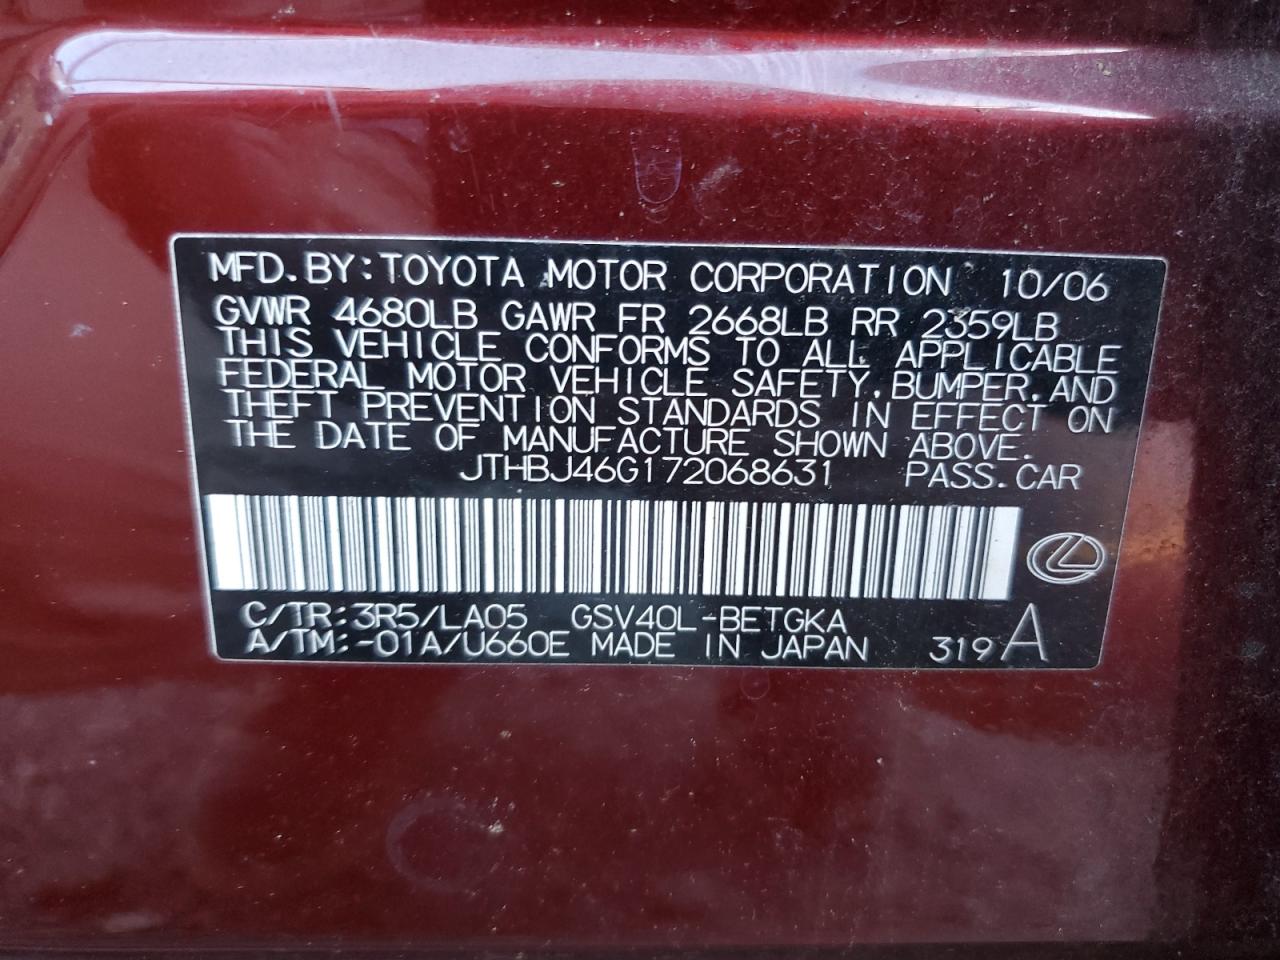 MFD.BY:TOYOTA MOTOR CORPORATION 10/06
GVWR 4680LB GAWR FR 2668LB RR 2359LB
THIS VEHICLE CONFORMS TO ALL APPLICABLE
FEDERAL MOTOR VEHICLE SAFETY,BUMPER,AND
THEFT PREVENTION STANDARDS IN EFFECT ON
THE DATE OF MANUFACTURE SHOWN ABOVE.
JTHBJ46G172068631 PASS.CAR
C/TR:3R5/LA05 GSV40L-BETGKA
A/TM:-01A/U660E MADE IN JAPAN 319 A